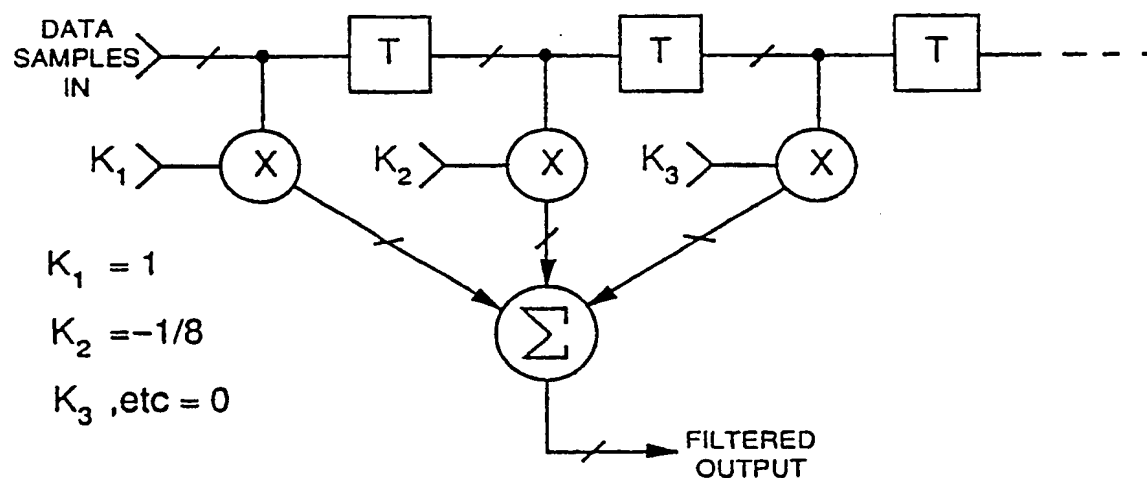 DATA
SAMPLES
IN
T
T
T
K₁
X
K₂
X
K₃
X
K₁ = 1
K₂ =–1/8
K₃ ,etc = 0
Σ
FILTERED
OUTPUT